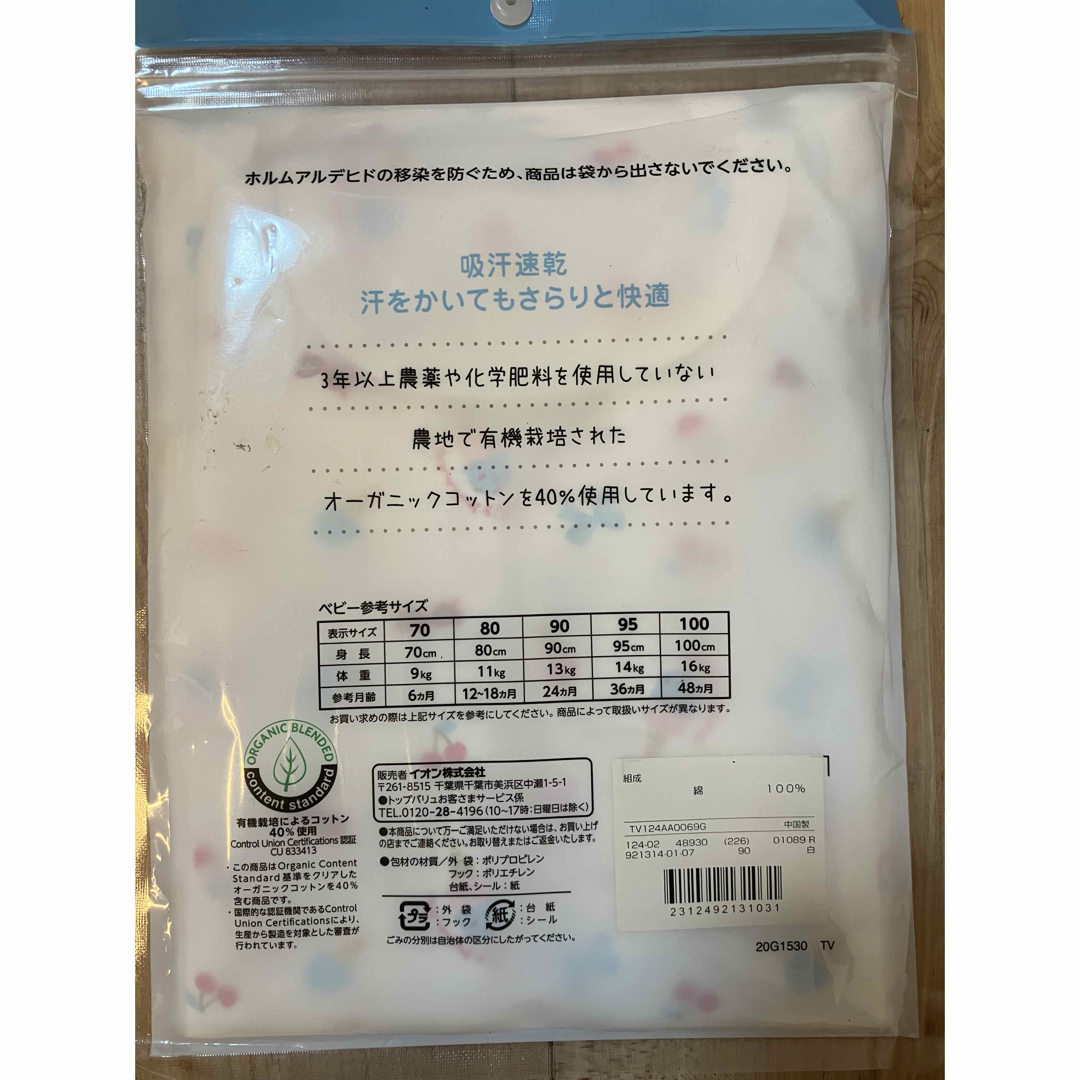 ホルムアルデヒドの移染を防ぐため、商品は袋から出さないでください。
吸汗速乾
汗をかいてもさらりと快適
3年以上農薬や化学肥料を使用していない
農地で有機栽培された
オーガニックコットンを40%使用しています。
ベビー参考サイズ
表示サイズ 70 80 90 95 100
身長 70cm 80cm 90cm 95cm 100cm
体重 9kg 11kg 13kg 14kg 16kg
参考月齢 6ヵ月 12~18ヵ月 24ヵ月 36ヵ月 48ヵ月
お買い求めの際は上記サイズを参考にしてください。商品によって取扱いサイズが異なります。
ORGANIC BLENDED
content standard
有機栽培によるコットン
40%使用
Control Union Certifications 認証
CU 833413
・この商品はOrganic Content
Standard 基準をクリアした
オーガニックコットンを40%
含む商品です。
・国際的な認証機関であるControl
Union Certificationsにより、
生産から製造を対象とした審査が
行われています。
販売者 イオン株式会社
〒261-8515 千葉県千葉市美浜区中瀬1-5-1
●トップバリュお客さまサービス係
TEL.0120-28-4196(10~17時:日曜日は除く)
●本商品について万一ご満足いただけない場合は、お買い上げ
の店までご連絡ください。お取り替えまたはご返金いたします。
●包材の材質/外 袋:ポリプロピレン
フック:ポリエチレン
台紙、シール:紙
プラ :外 袋 :フック 紙 :台 紙 :シール
ごみの分別は自治体の区分にしたがってください。
組成
綿 100%
TV124AA0069G 中国製
124-02 48930 (226) 01089 R
921314-01-07 90 白
2312492131031
20G1530 TV